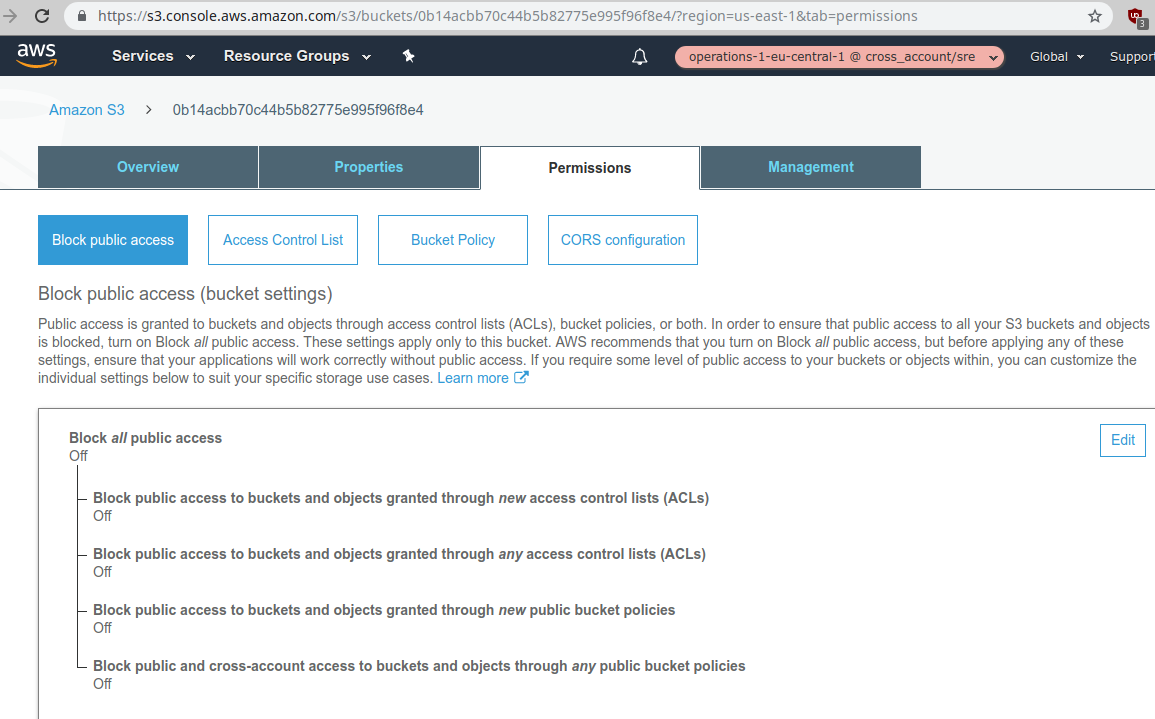 https://s3.console.aws.amazon.com/s3/buckets/0b14acbb70c44b5b82775e995f96f8e4/?region=us-east-1&tab=permissions
3
aws Services Resource Groups operations-1-eu-central-1 @ cross_account/sre Global Support
Amazon S3 > 0b14acbb70c44b5b82775e995f96f8e4
Overview Properties Permissions Management
Block public access Access Control List Bucket Policy CORS configuration
Block public access (bucket settings)
Public access is granted to buckets and objects through access control lists (ACLs), bucket policies, or both. In order to ensure that public access to all your S3 buckets and objects
is blocked, turn on Block all public access. These settings apply only to this bucket. AWS recommends that you turn on Block all public access, but before applying any of these
settings, ensure that your applications will work correctly without public access. If you require some level of public access to your buckets or objects within, you can customize the
individual settings below to suit your specific storage use cases. Learn more
Block all public access Edit
Off
Block public access to buckets and objects granted through new access control lists (ACLs)
Off
Block public access to buckets and objects granted through any access control lists (ACLs)
Off
Block public access to buckets and objects granted through new public bucket policies
Off
Block public and cross-account access to buckets and objects through any public bucket policies
Off